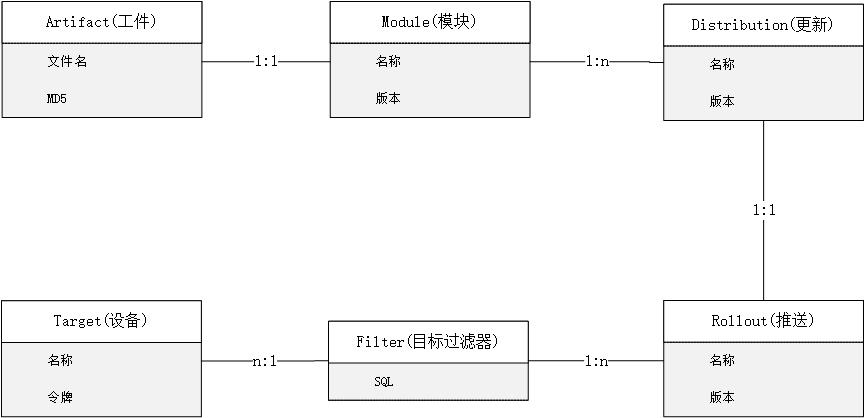 Artifact(工件)
文件名
MD5
1:1
Module(模块)
名称
版本
1:n
Distribution(更新)
名称
版本
1:1
Target(设备)
名称
令牌
n:1
Filter(目标过滤器)
SQL
1:n
Rollout(推送)
名称
版本